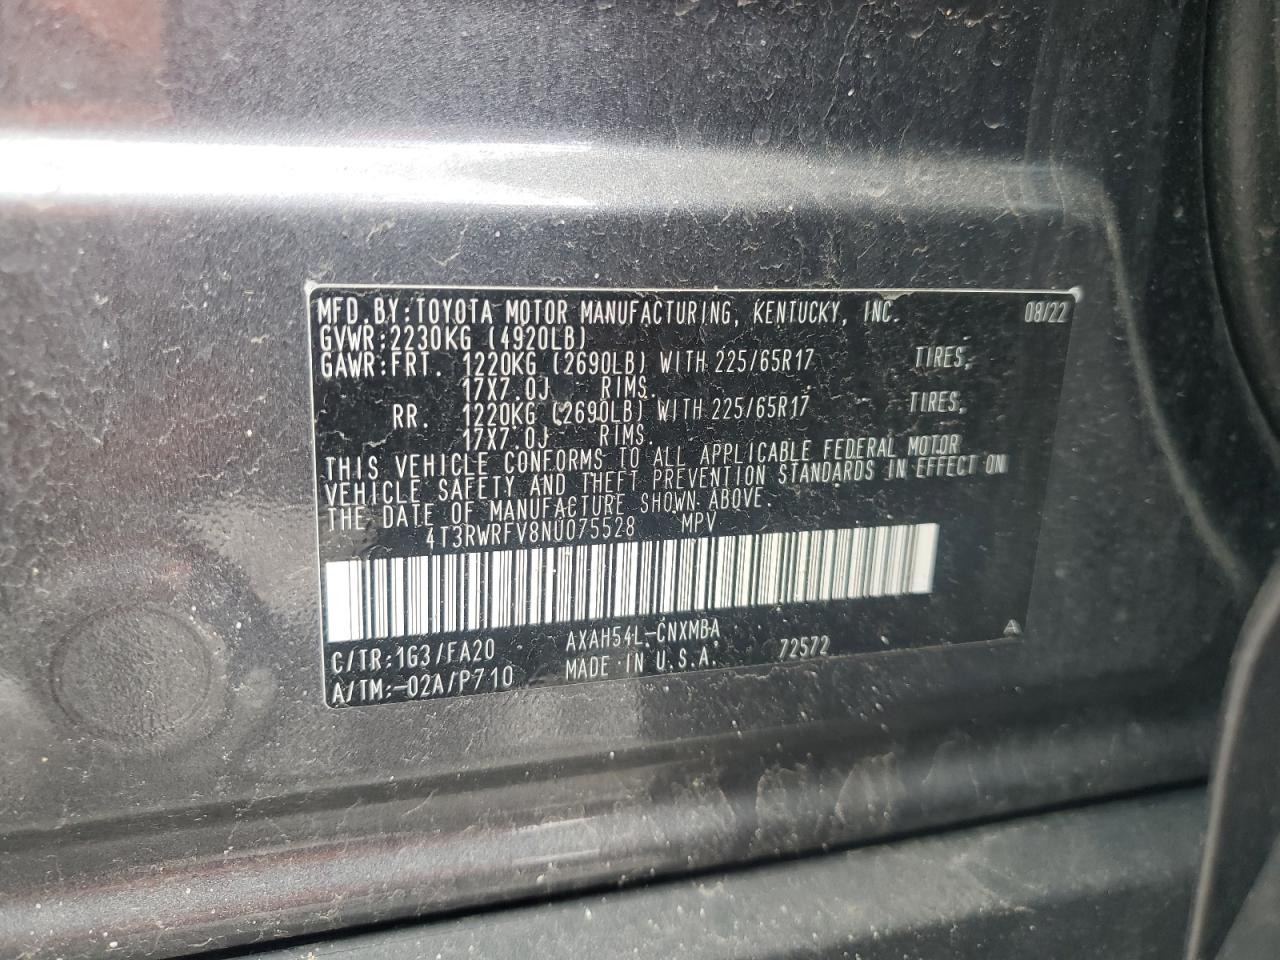 MFD.BY:TOYOTA MOTOR MANUFACTURING, KENTUCKY, INC. 08/22
GVWR:2230KG (4920LB)
GAWR:FRT. 1220KG (2690LB) WITH 225/65R17 TIRES,
17X7.0J RIMS.
RR. 1220KG (2690LB) WITH 225/65R17 TIRES,
17X7.0J RIMS.
THIS VEHICLE CONFORMS TO ALL APPLICABLE FEDERAL MOTOR
VEHICLE SAFETY AND THEFT PREVENTION STANDARDS IN EFFECT ON
THE DATE OF MANUFACTURE SHOWN ABOVE.
4T3RWRFV8NU075528 MPV
C/TR:1G3/FA20 AXAH54L-CNXMBA 72572 A
A/TM:-02A/P710 MADE IN U.S.A.